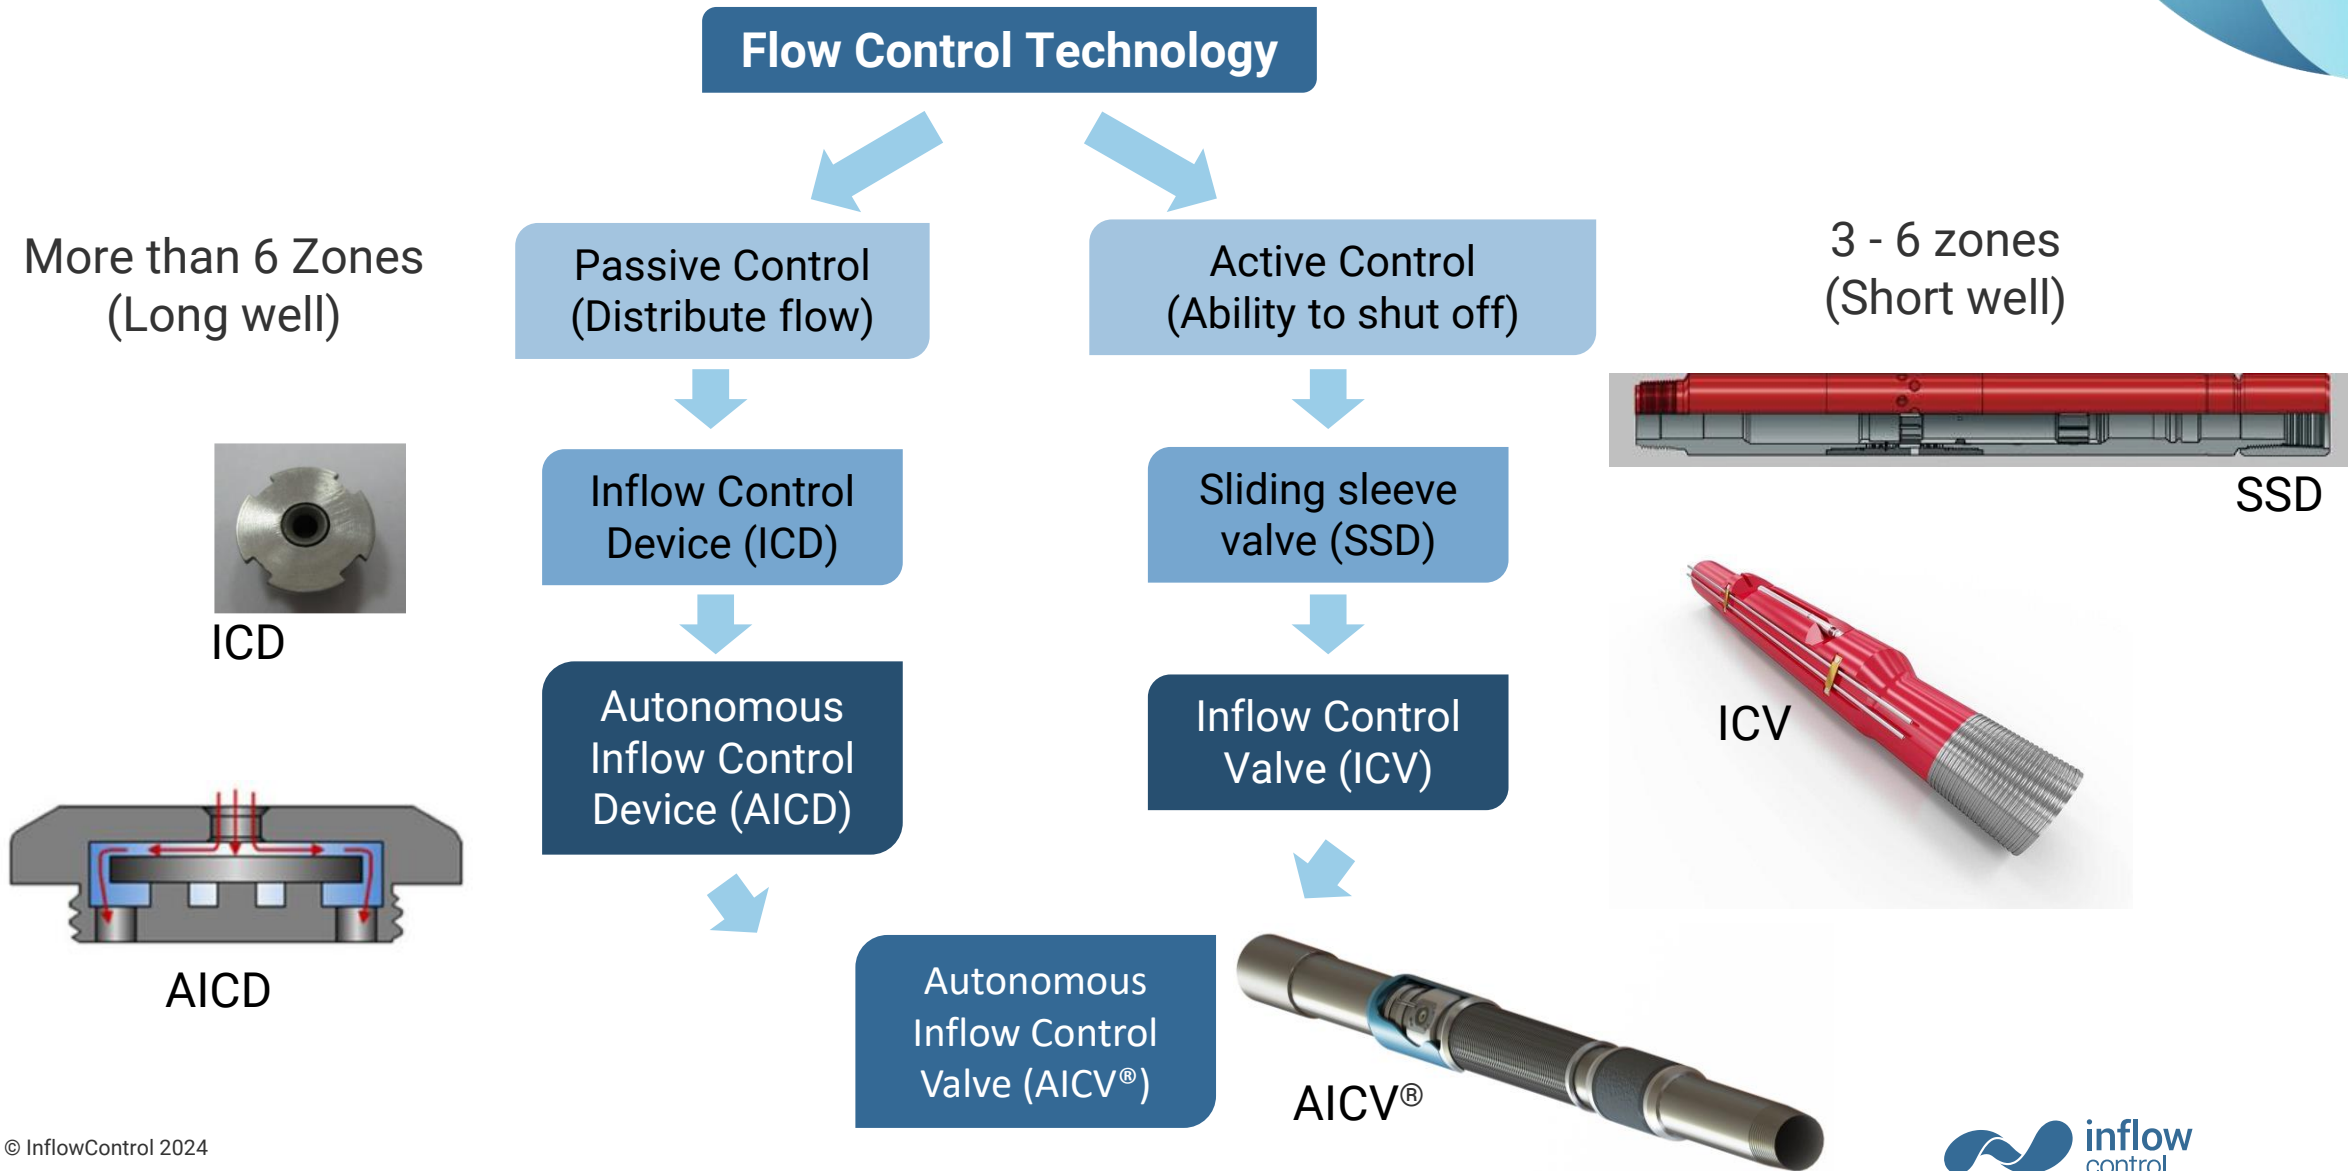 Flow Control Technology
More than 6 Zones
(Long well)
Passive Control
(Distribute flow)
Active Control
(Ability to shut off)
3 - 6 zones
(Short well)
Inflow Control
Device (ICD)
Sliding sleeve
valve (SSD)
SSD
ICD
Autonomous
Inflow Control
Device (AICD)
Inflow Control
Valve (ICV)
ICV
AICD
Autonomous
Inflow Control
Valve (AICV®)
AICV®
© InflowControl 2024
inflow
control